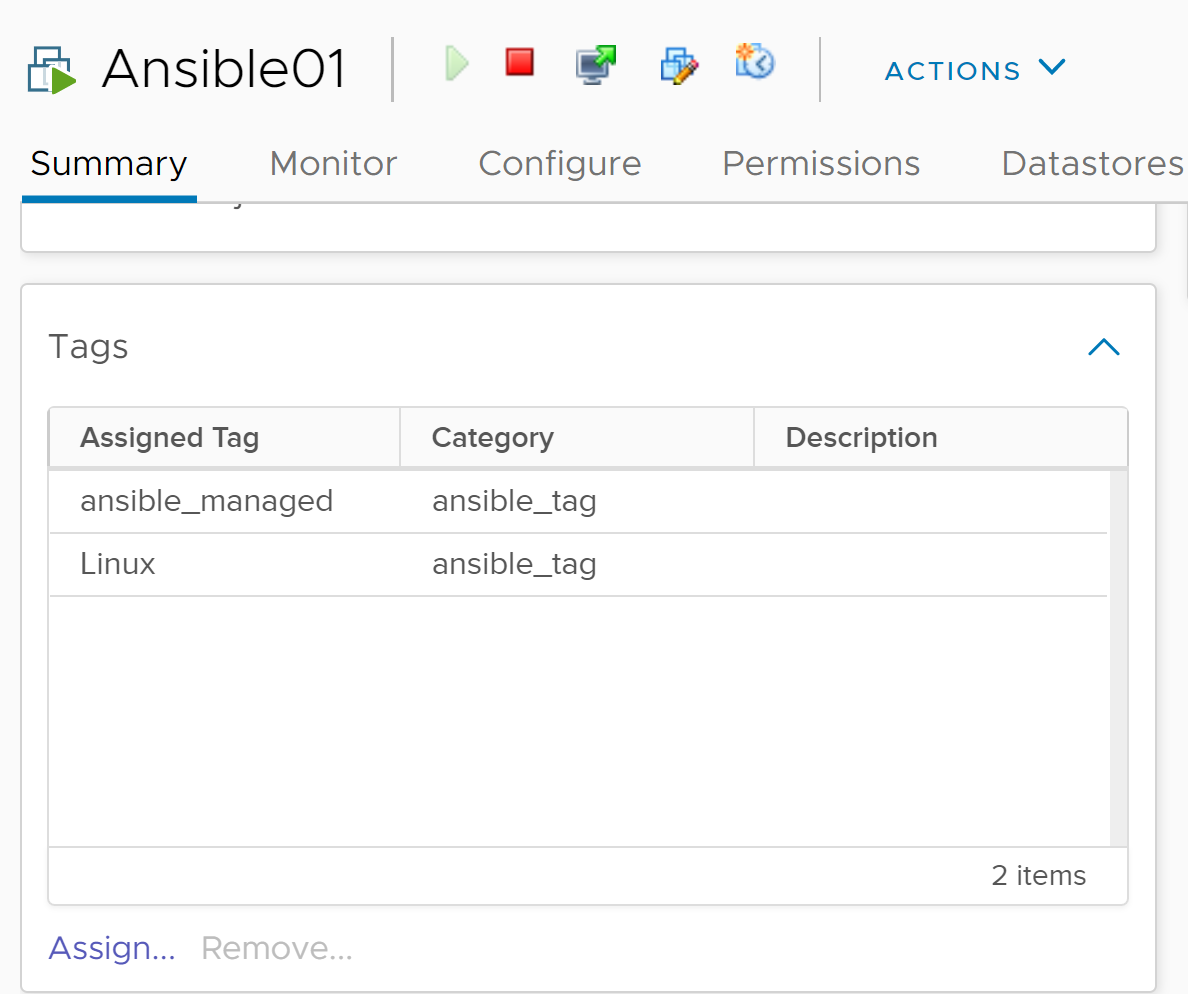 Ansible01 ACTIONS
Summary Monitor Configure Permissions Datastores
Tags
Assigned Tag Category Description
ansible_managed ansible_tag
Linux ansible_tag
2 items
Assign... Remove...